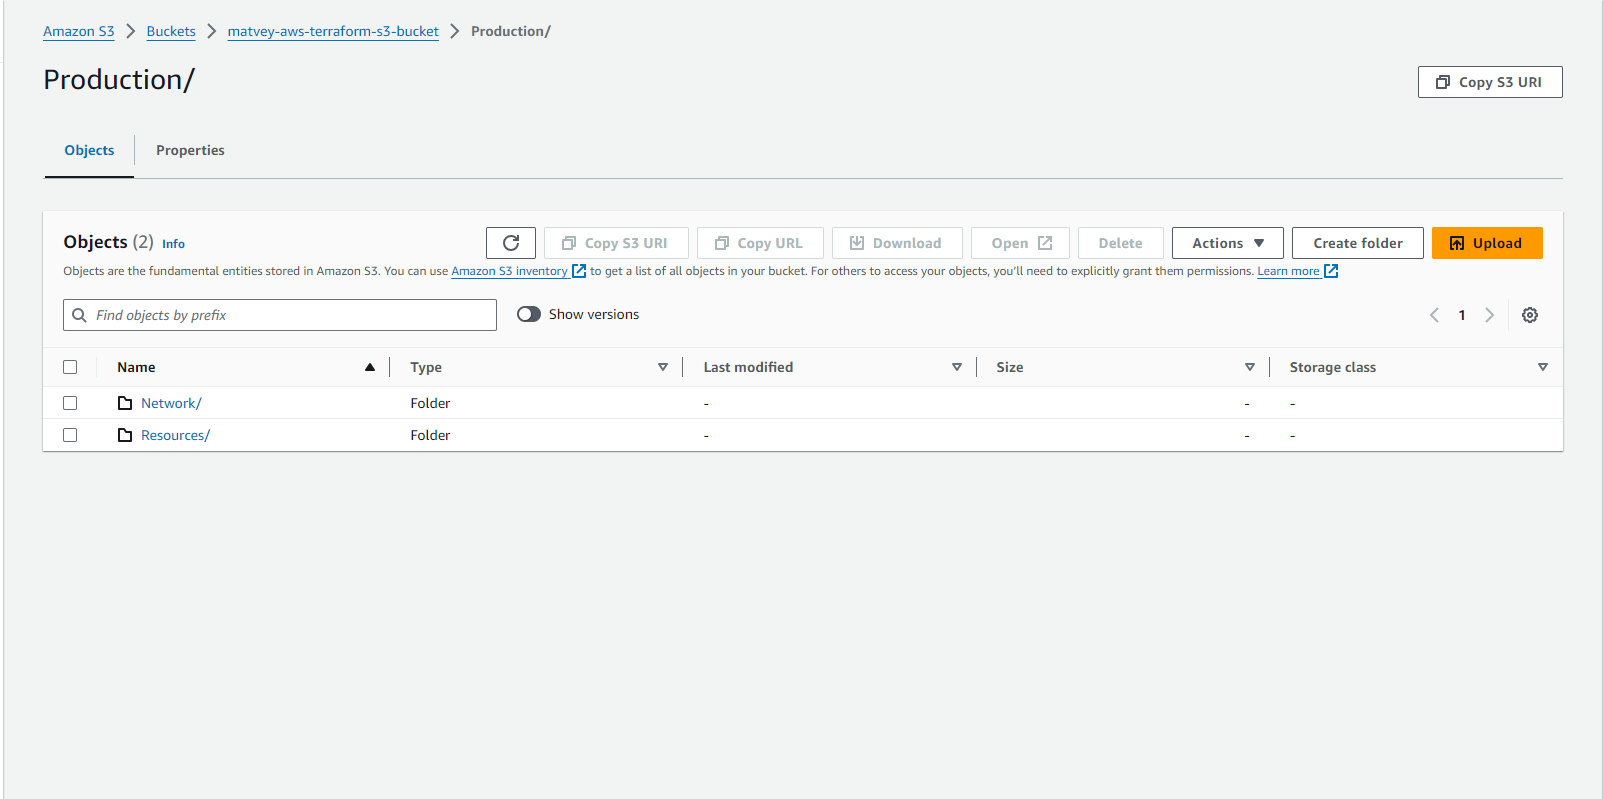 Amazon S3 > Buckets > matvey-aws-terraform-s3-bucket > Production/
Production/
Copy S3 URI
Objects Properties
Objects (2) Info
Copy S3 URI Copy URL Download Open Delete Actions Create folder Upload
Objects are the fundamental entities stored in Amazon S3. You can use Amazon S3 inventory to get a list of all objects in your bucket. For others to access your objects, you'll need to explicitly grant them permissions. Learn more
Find objects by prefix Show versions 1
Name Type Last modified Size Storage class
Network/ Folder - - -
Resources/ Folder - - -